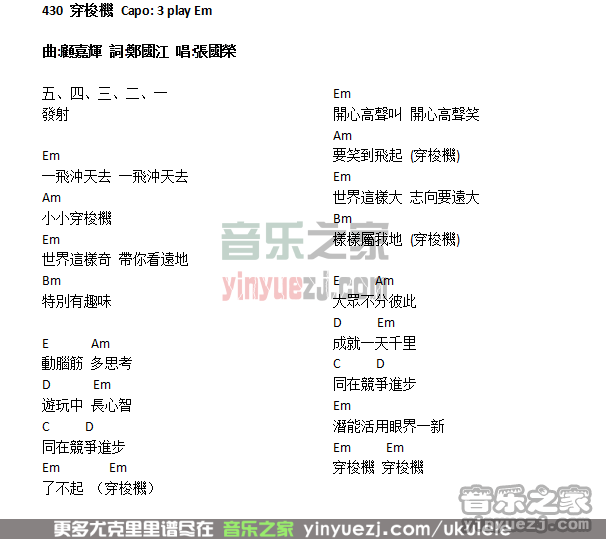 430 穿梭機 Capo: 3 play Em
曲:顧嘉輝 詞:鄭國江 唱:張國榮
五、四、三、二、一
發射
Em
一飛沖天去 一飛沖天去
Am
小小穿梭機
Em
世界這樣奇 帶你看遠地
Bm
特別有趣味
E Am
動腦筋 多思考
D Em
遊玩中 長心智
C D
同在競爭進步
Em Em
了不起 (穿梭機)
Em
開心高聲叫 開心高聲笑
Am
要笑到飛起 (穿梭機)
Em
世界這樣大 志向要遠大
Bm
樣樣屬我地 (穿梭機)
E Am
大眾不分彼此
D Em
成就一天千里
C D
同在競爭進步
Em
潛能活用眼界一新
Em Em
穿梭機 穿梭機
音乐之家
yinyuezj.com
音乐之家
YINYUEZJ.COM
更多尤克里里谱尽在 音乐之家 yinyuezj.com/ukulele